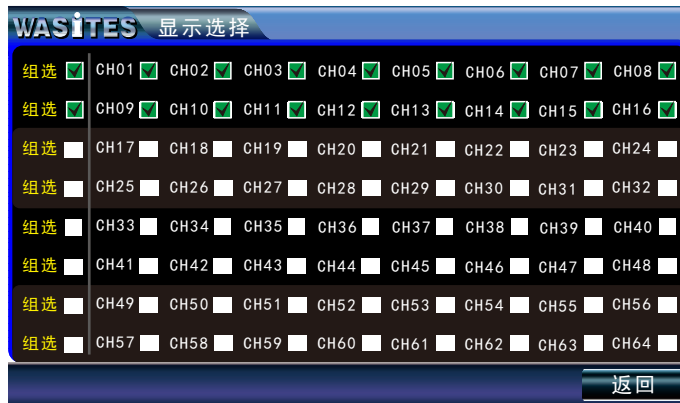 WASiTES 显示选择
组选 CH01 CH02 CH03 CH04 CH05 CH06 CH07 CH08
组选 CH09 CH10 CH11 CH12 CH13 CH14 CH15 CH16
组选 CH17 CH18 CH19 CH20 CH21 CH22 CH23 CH24
组选 CH25 CH26 CH27 CH28 CH29 CH30 CH31 CH32
组选 CH33 CH34 CH35 CH36 CH37 CH38 CH39 CH40
组选 CH41 CH42 CH43 CH44 CH45 CH46 CH47 CH48
组选 CH49 CH50 CH51 CH52 CH53 CH54 CH55 CH56
组选 CH57 CH58 CH59 CH60 CH61 CH62 CH63 CH64
返回